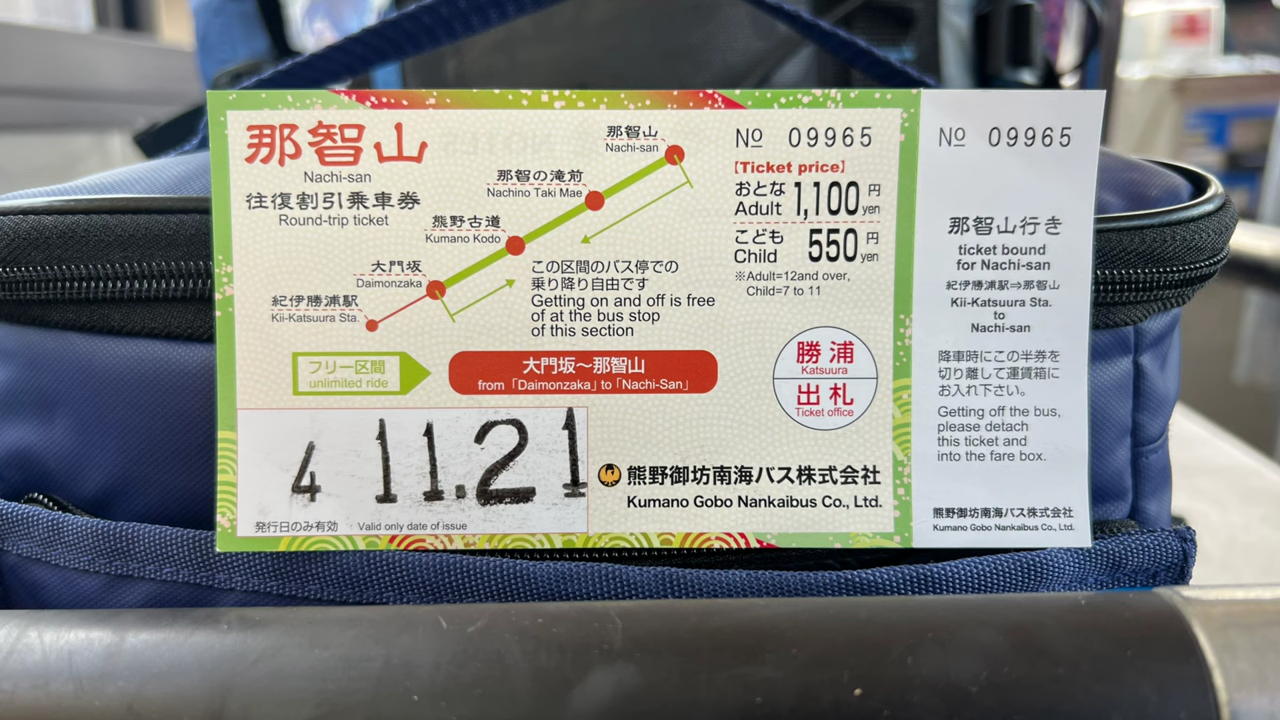 那智山
Nachi-san
往復割引乗車券
Round-trip ticket
那智山
Nachi-san
那智の滝前
Nachino Taki Mae
熊野古道
Kumano Kodo
大門坂
Daimonzaka
紀伊勝浦駅
Kii-Katsuura Sta.
この区間のバス停での
乗り降り自由です
Getting on and off is free
of at the bus stop
of this section
フリー区間
unlimited ride
大門坂～那智山
from「Daimonzaka」to「Nachi-San」
4 11.21
発行日のみ有効 Valid only date of issue
№ 09965
【Ticket price】
おとな 1,100 円
Adult yen
こども 550 円
Child yen
※Adult=12and over,
Child=7 to 11
勝浦
Katsuura
出札
Ticket office
熊野御坊南海バス株式会社
Kumano Gobo Nankaibus Co., Ltd.
№ 09965
那智山行き
ticket bound
for Nachi-san
紀伊勝浦駅⇒那智山
Kii-Katsuura Sta.
to
Nachi-san
降車時にこの半券を
切り離して運賃箱に
お入れ下さい。
Getting off the bus,
please detach
this ticket and
into the fare box.
熊野御坊南海バス株式会社
Kumano Gobo Nankaibus Co., Ltd.